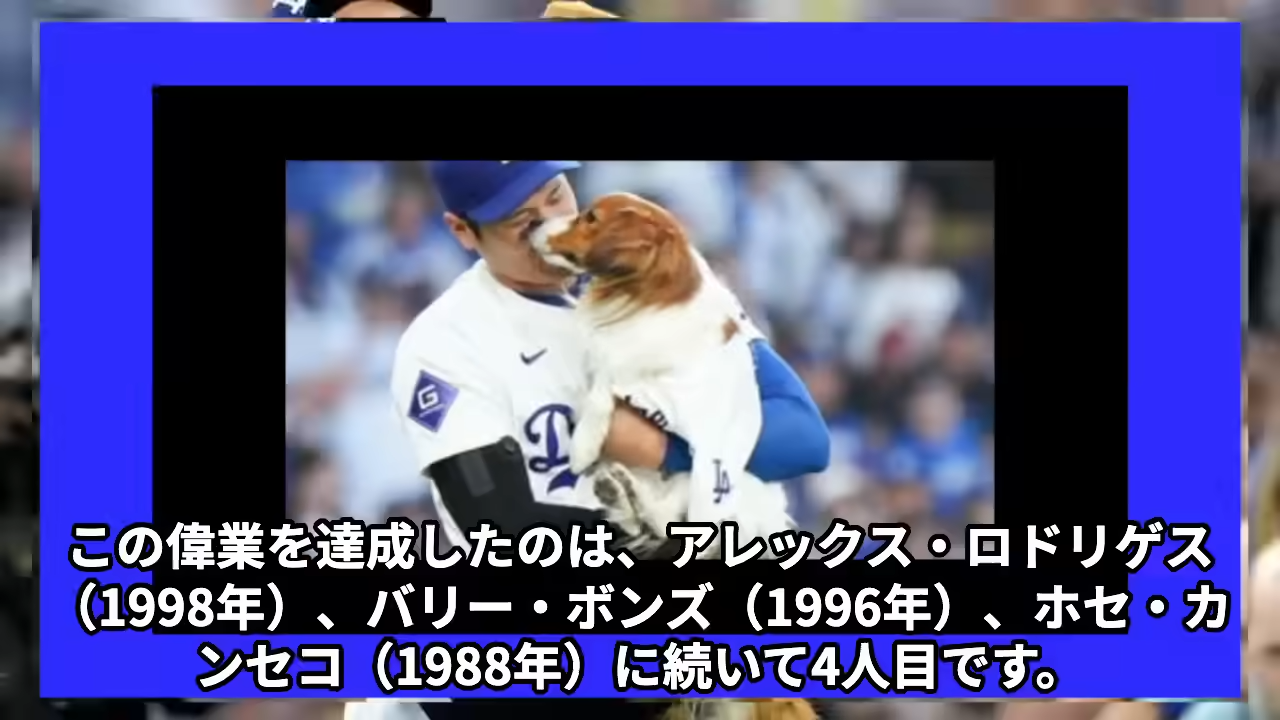 G
D
LA
この偉業を達成したのは、アレックス・ロドリゲス
（1998年）、バリー・ボンズ（1996年）、ホセ・カ
ンセコ（1988年）に続いて4人目です。